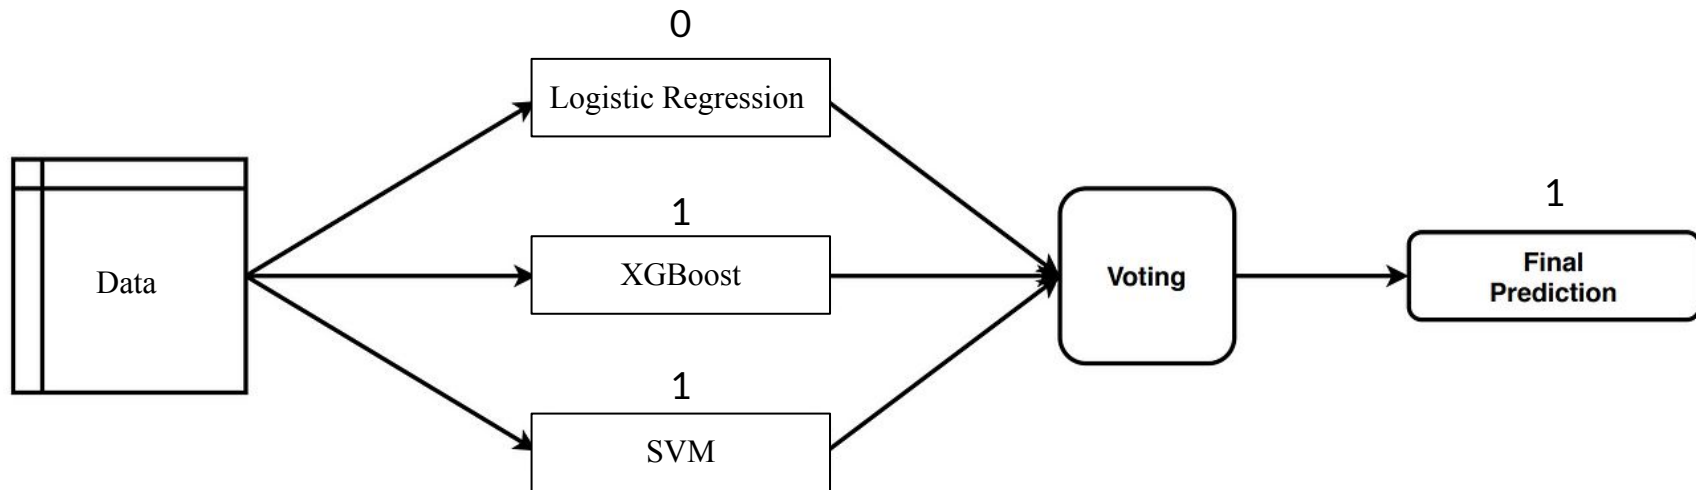 0
Logistic Regression
1
XGBoost
1
SVM
Data
Voting
1
Final
Prediction